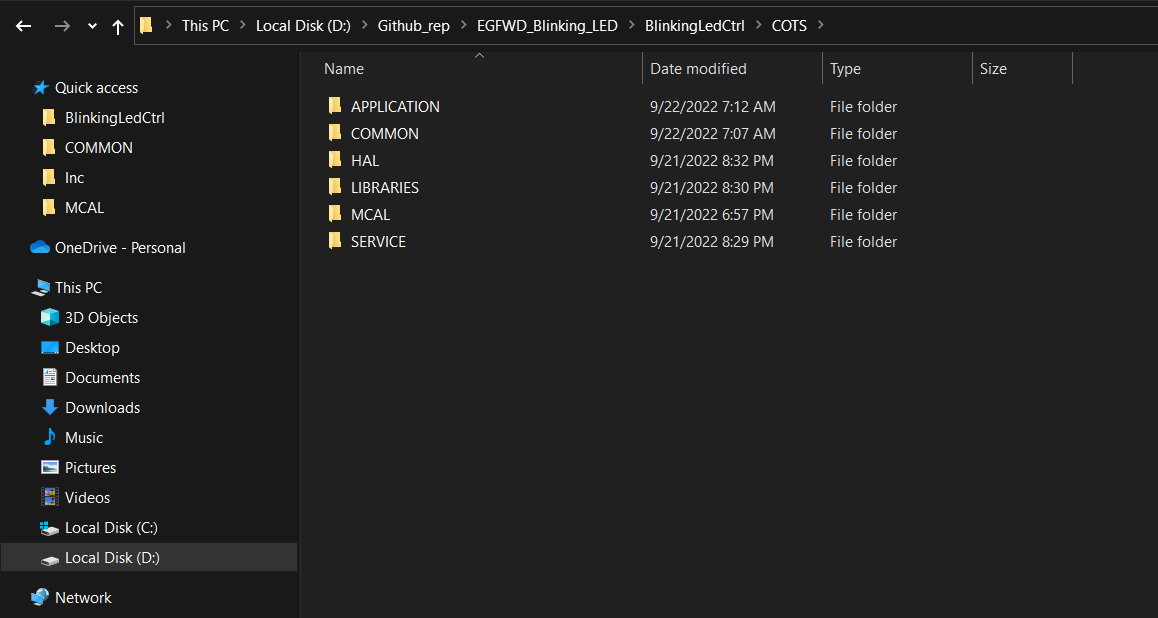 This PC Local Disk (D:) Github_rep EGFWD_Blinking_LED BlinkingLedCtrl COTS
Quick access
BlinkingLedCtrl
COMMON
Inc
MCAL
OneDrive - Personal
This PC
3D Objects
Desktop
Documents
Downloads
Music
Pictures
Videos
Local Disk (C:)
Local Disk (D:)
Network
Name Date modified Type Size
APPLICATION 9/22/2022 7:12 AM File folder
COMMON 9/22/2022 7:07 AM File folder
HAL 9/21/2022 8:32 PM File folder
LIBRARIES 9/21/2022 8:30 PM File folder
MCAL 9/21/2022 6:57 PM File folder
SERVICE 9/21/2022 8:29 PM File folder